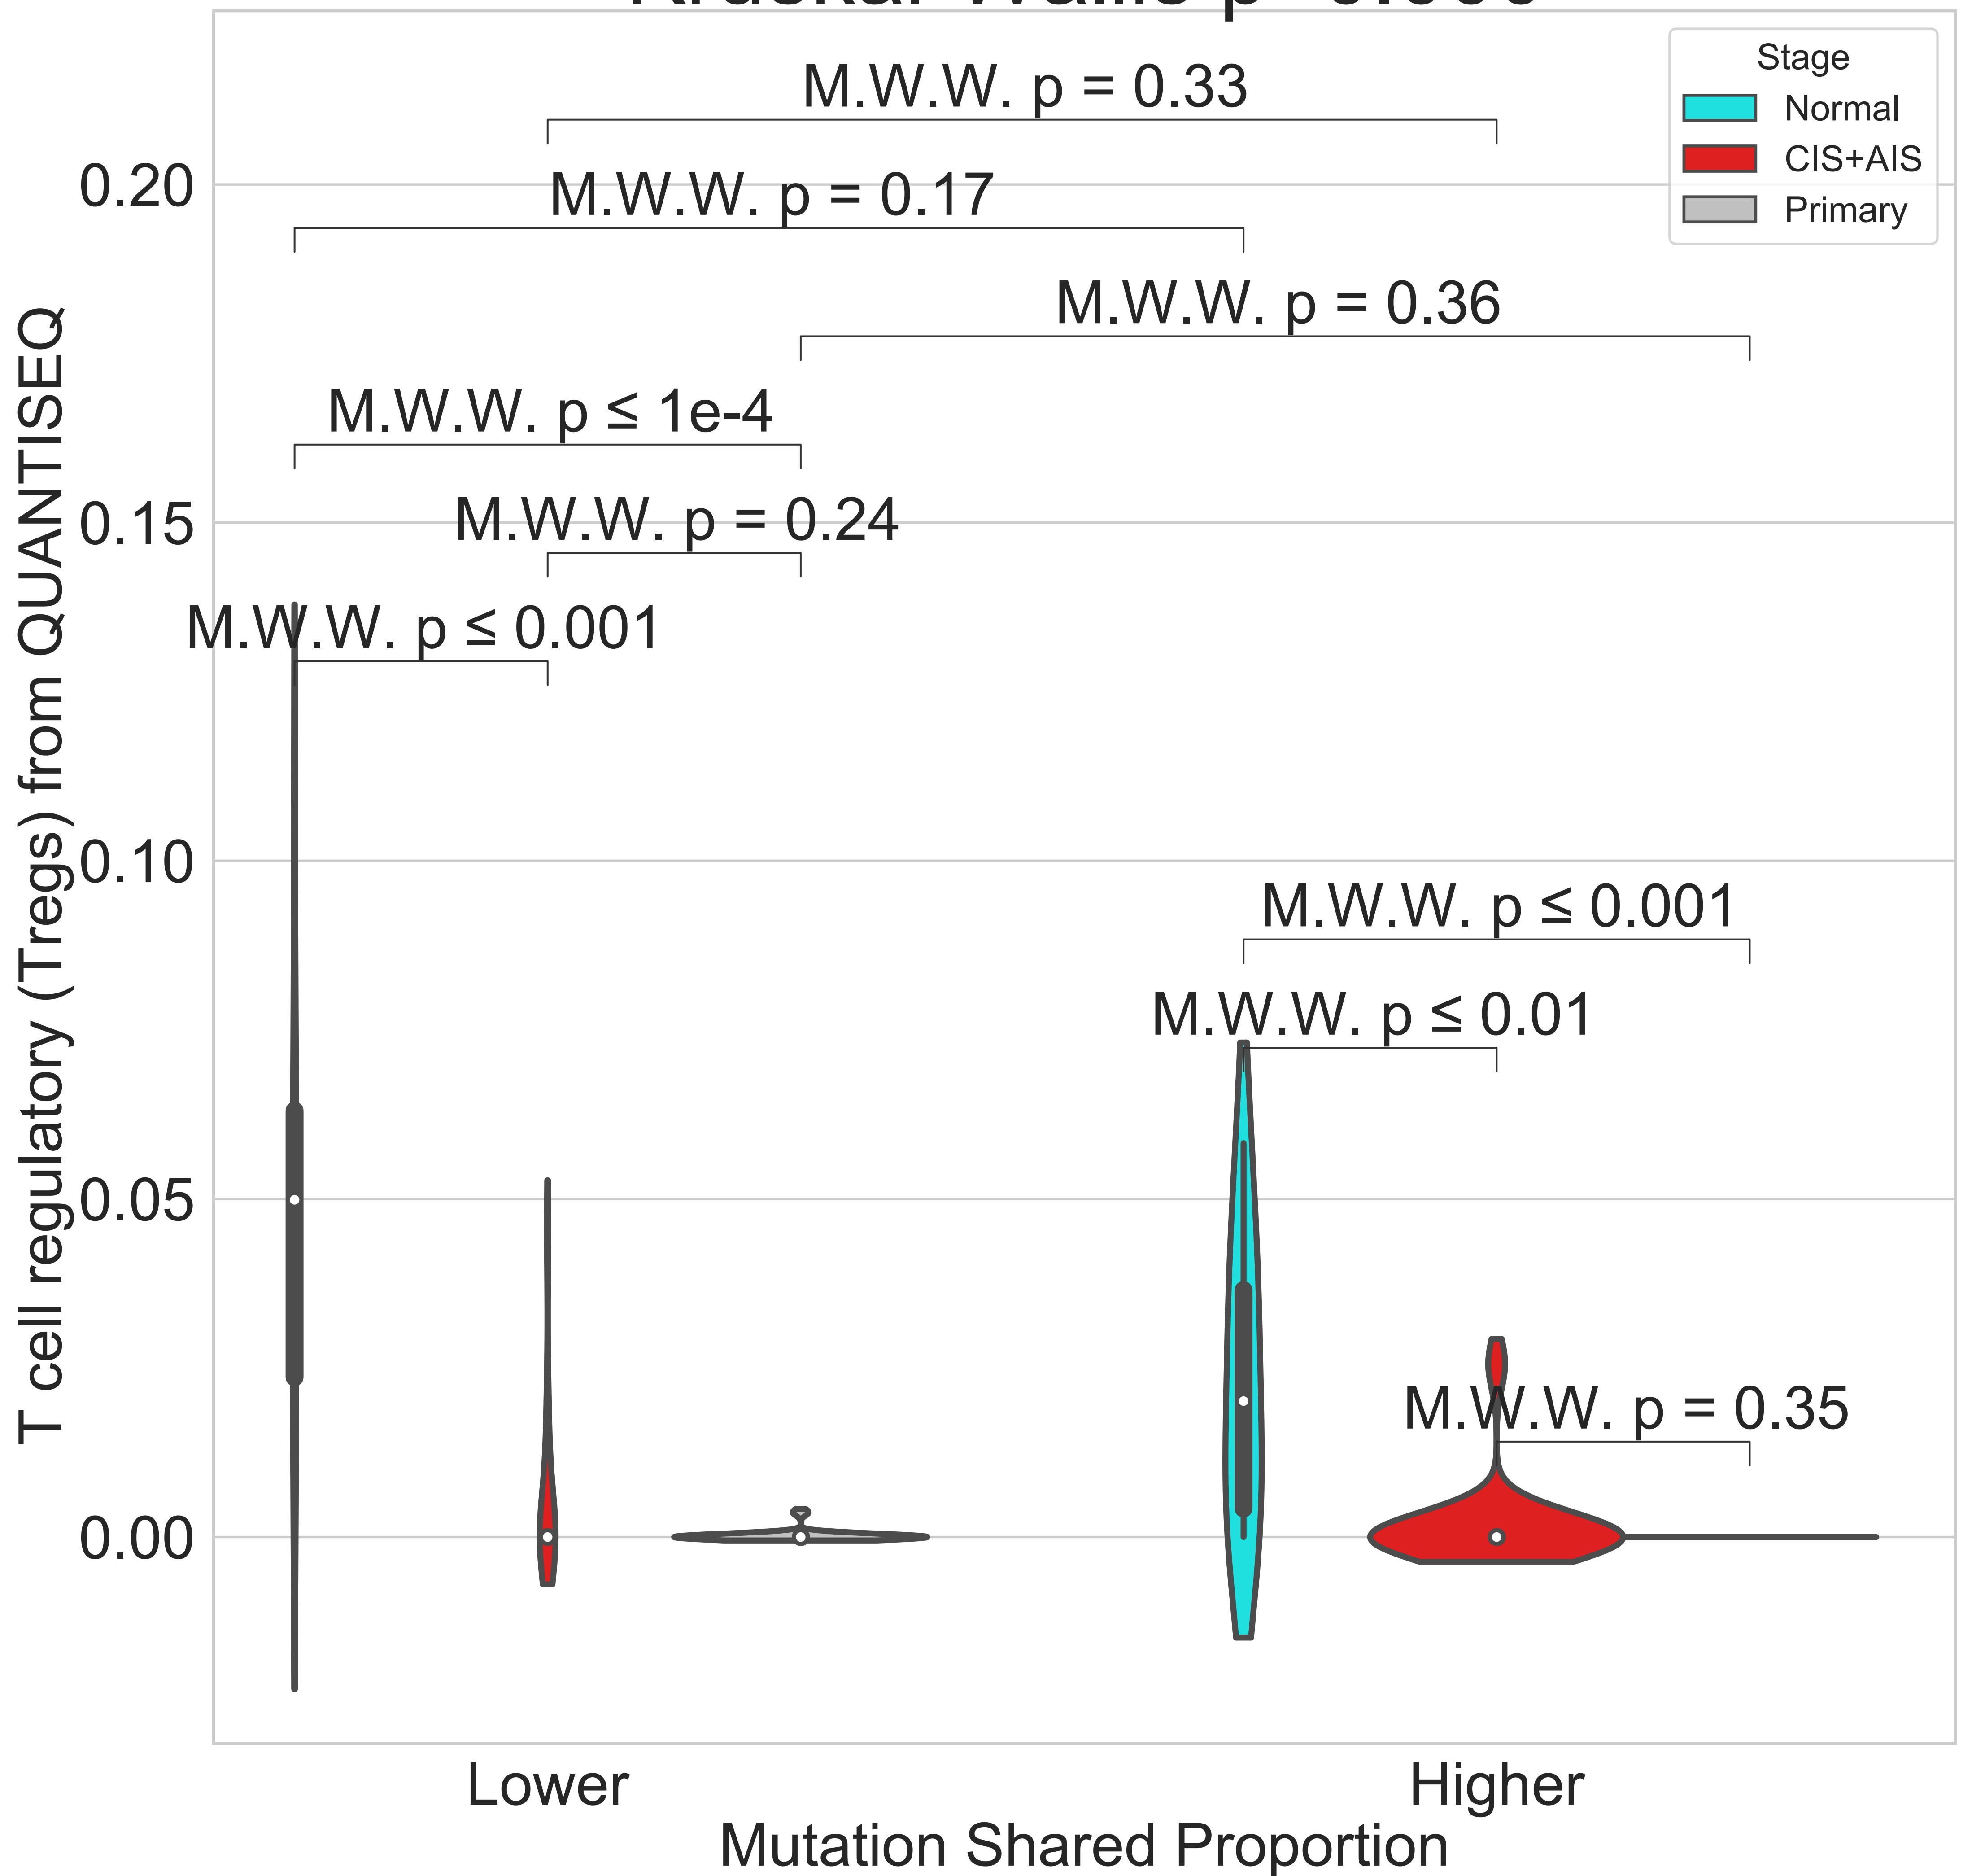 Stage
Normal
CIS+AIS
Primary
M.W.W. p = 0.33
M.W.W. p = 0.17
M.W.W. p = 0.36
M.W.W. p ≤ 1e-4
M.W.W. p = 0.24
M.W.W. p ≤ 0.001
M.W.W. p ≤ 0.001
M.W.W. p ≤ 0.01
M.W.W. p = 0.35
T cell regulatory (Tregs) from QUANTISEQ
0.20
0.15
0.10
0.05
0.00
Lower
Higher
Mutation Shared Proportion